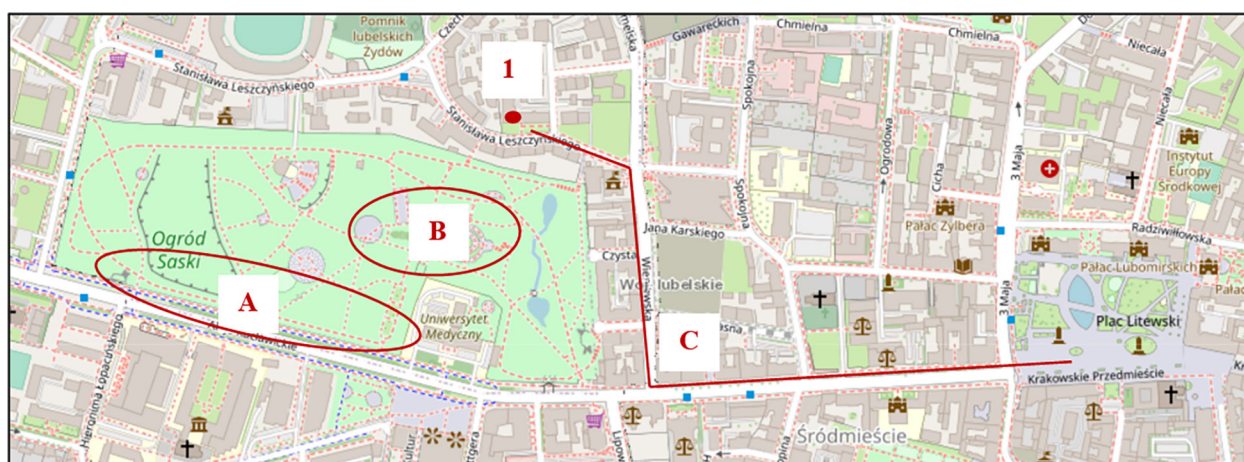 Pomnik
lubelskich
Żydów
Czech
Gawareckich
Chmielna
Chmielna
Niecała
Niecała
1
Stanisława Leszczyńskiego
Stanisława Leszczyńskiego
Spokojna
Spokojna
Ogrodowa
Cicha
3 Maja
3 Maja
Instytut
Europy
Środkowej
Pałac Zylbera
Radziwiłłowska
Pałac Lubomirskich
Jana Karskiego
Czysta
Wieniawska
Plac Litewski
Ogród
Saski
A
B
C
Uniwersytet
Medyczny
Hieronima Łopacińskiego
Krakowskie Przedmieście
Śródmieście